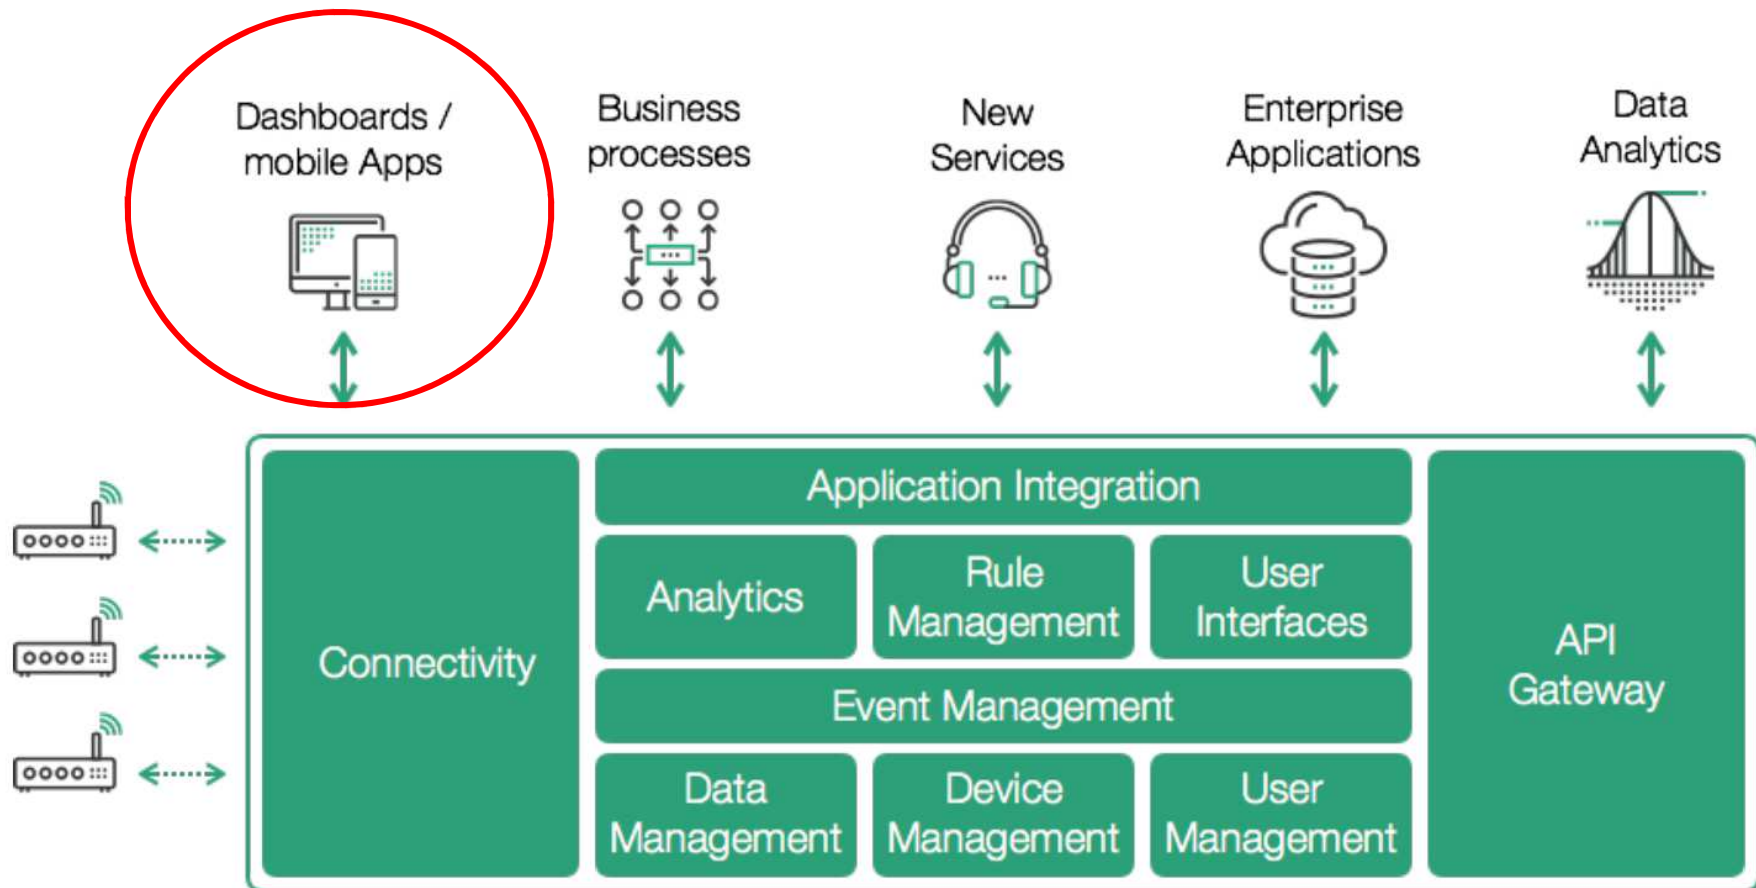 Dashboards /
mobile Apps
Business
processes
New
Services
Enterprise
Applications
Data
Analytics
Connectivity
Application Integration
Analytics
Rule
Management
User
Interfaces
Event Management
Data
Management
Device
Management
User
Management
API
Gateway